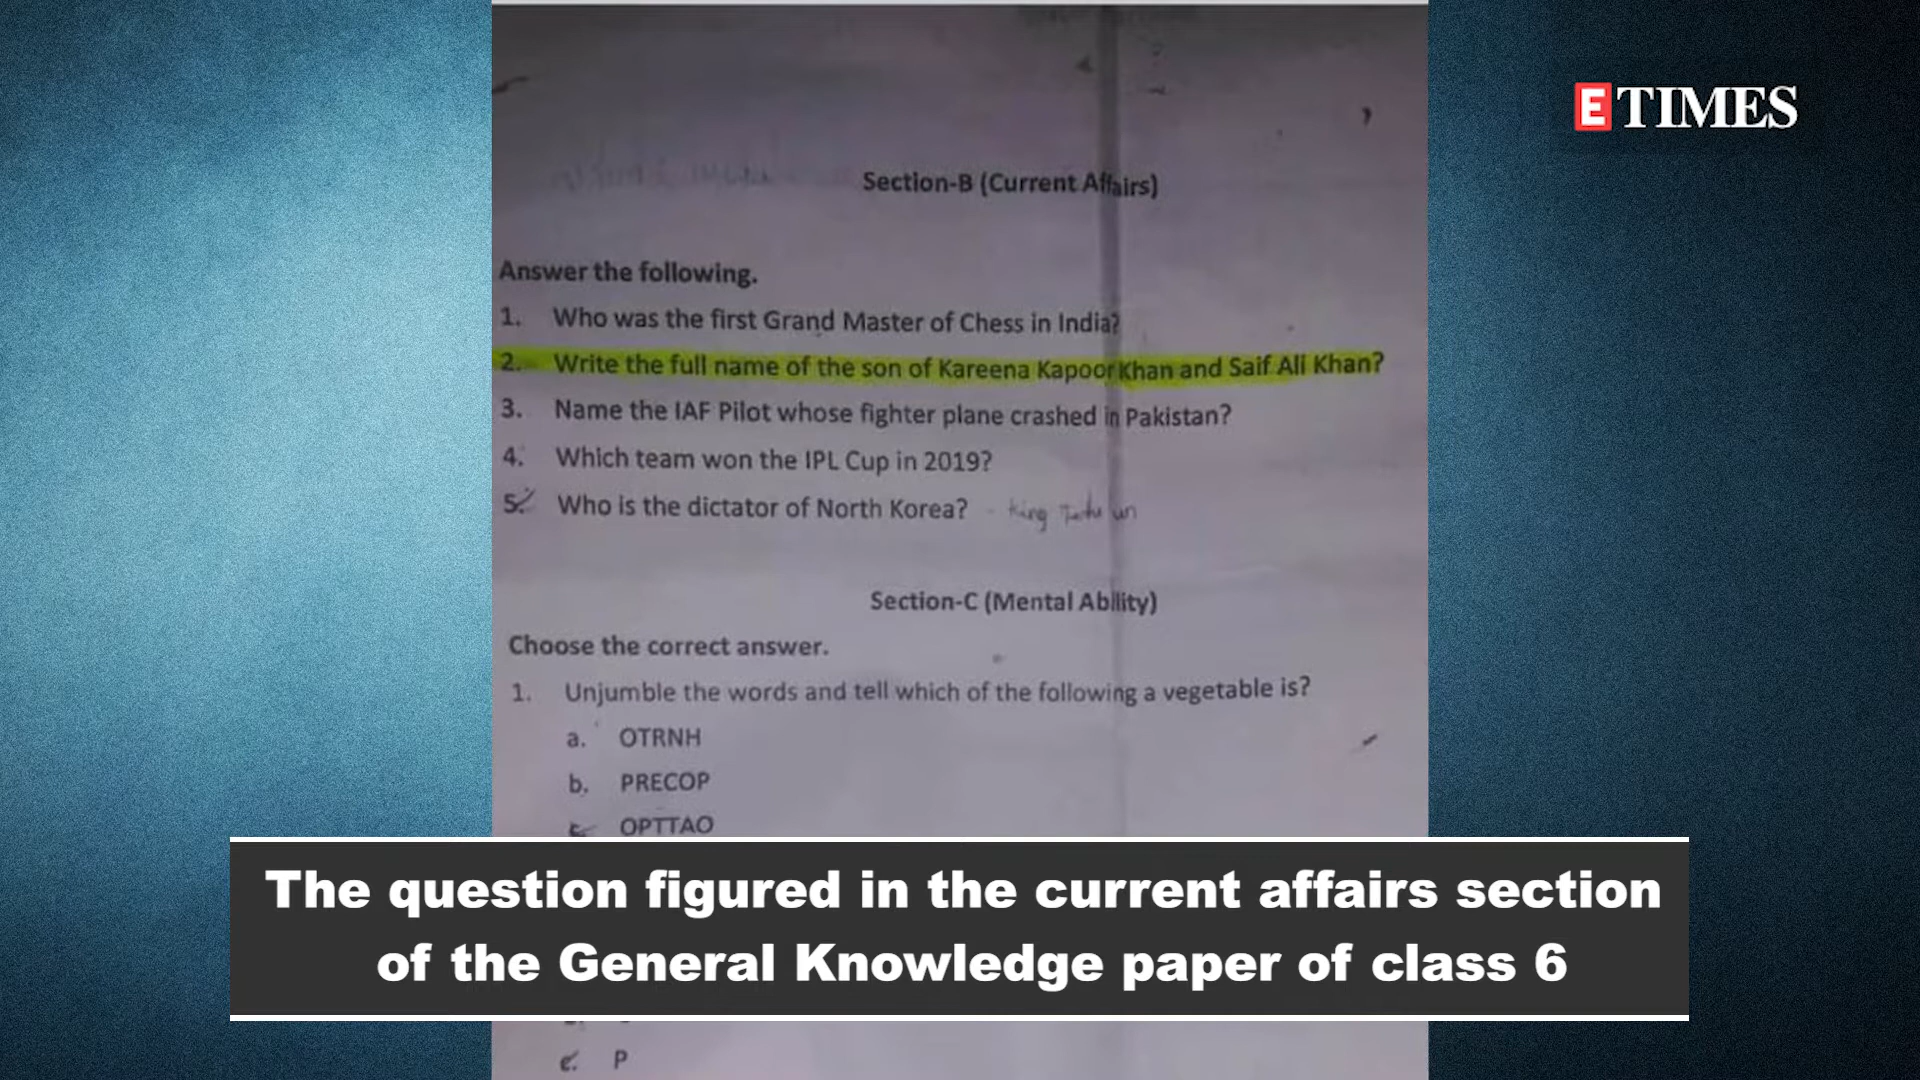 E TIMES
Section-B (Current Affairs)
Answer the following.
1. Who was the first Grand Master of Chess in India?
2. Write the full name of the son of Kareena Kapoor Khan and Saif Ali Khan?
3. Name the IAF Pilot whose fighter plane crashed in Pakistan?
4. Which team won the IPL Cup in 2019?
5. Who is the dictator of North Korea? - king un
Section-C (Mental Ability)
Choose the correct answer.
1. Unjumble the words and tell which of the following a vegetable is?
a. OTRNH
b. PRECOP
c. OPTTAO
The question figured in the current affairs section
of the General Knowledge paper of class 6
c. P